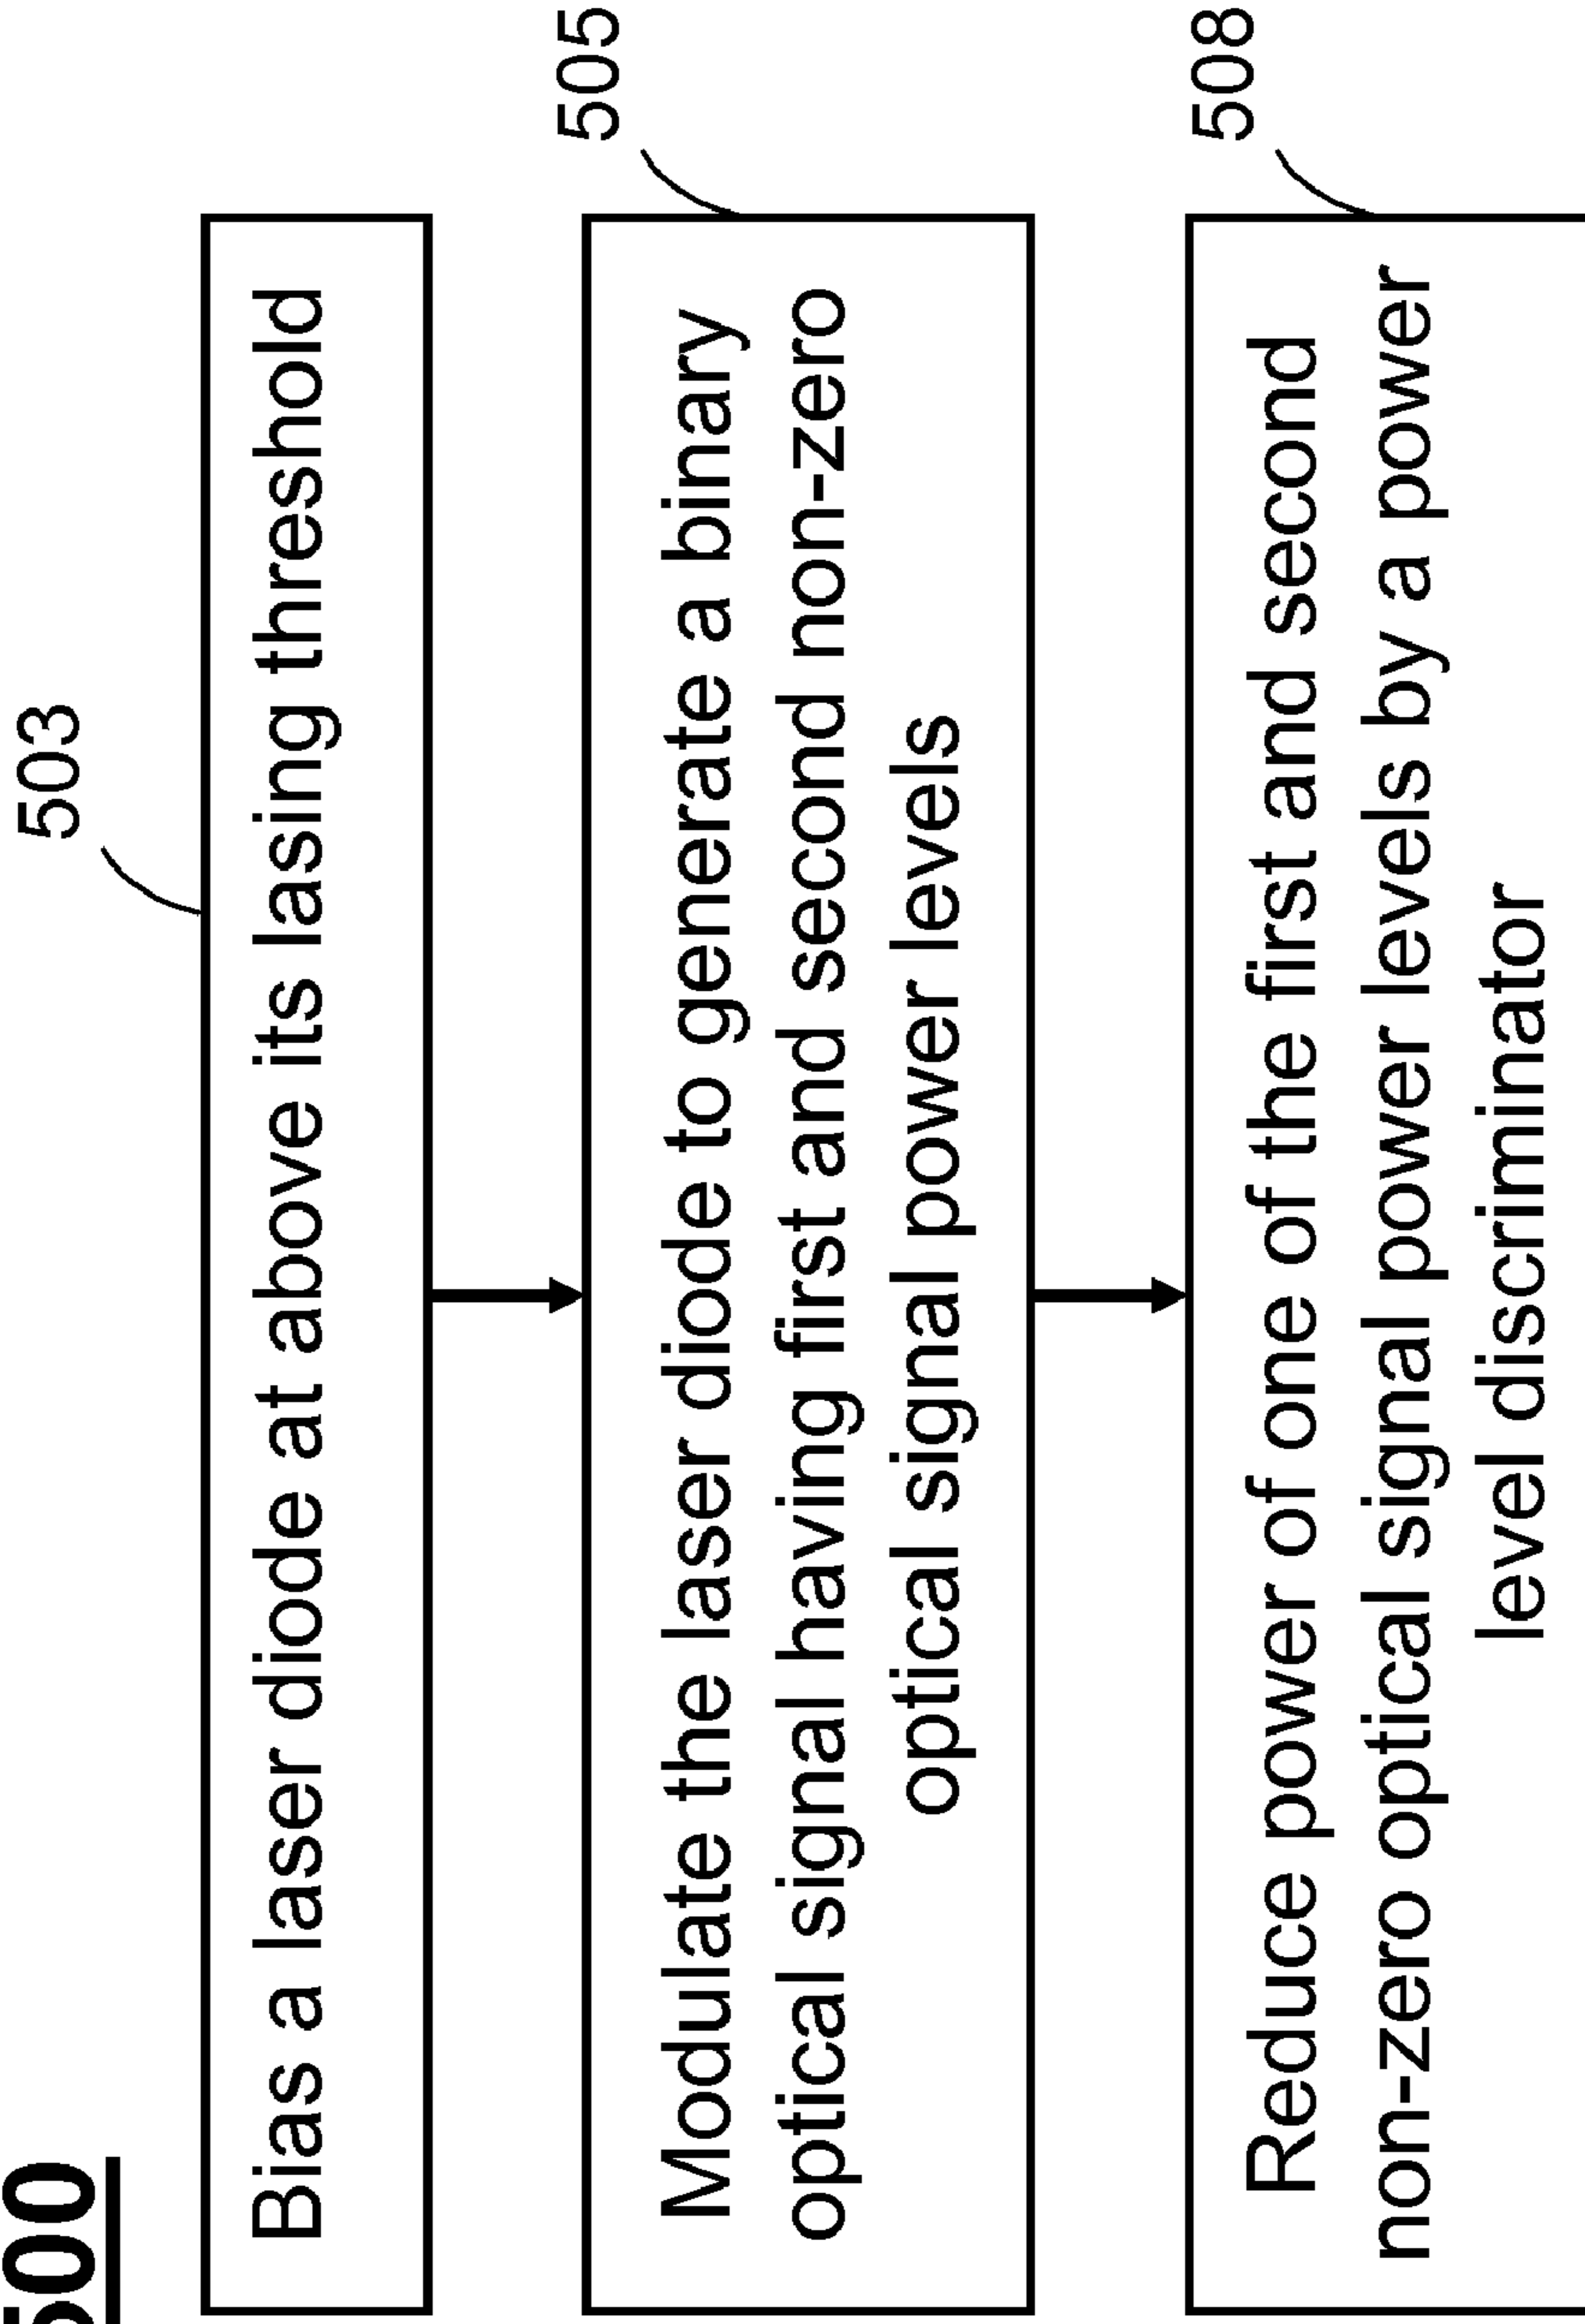 500
503
Bias a laser diode at above its lasing threshold
505
Modulate the laser diode to generate a binary
optical signal having first and second non-zero
optical signal power levels
508
Reduce power of one of the first and second
non-zero optical signal power levels by a power
level discriminator